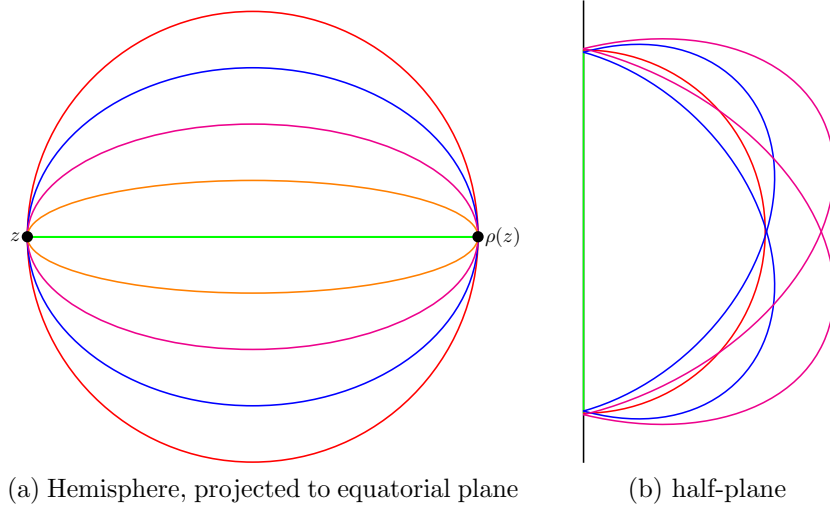 z
ρ(z)
(a) Hemisphere, projected to equatorial plane
(b) half-plane